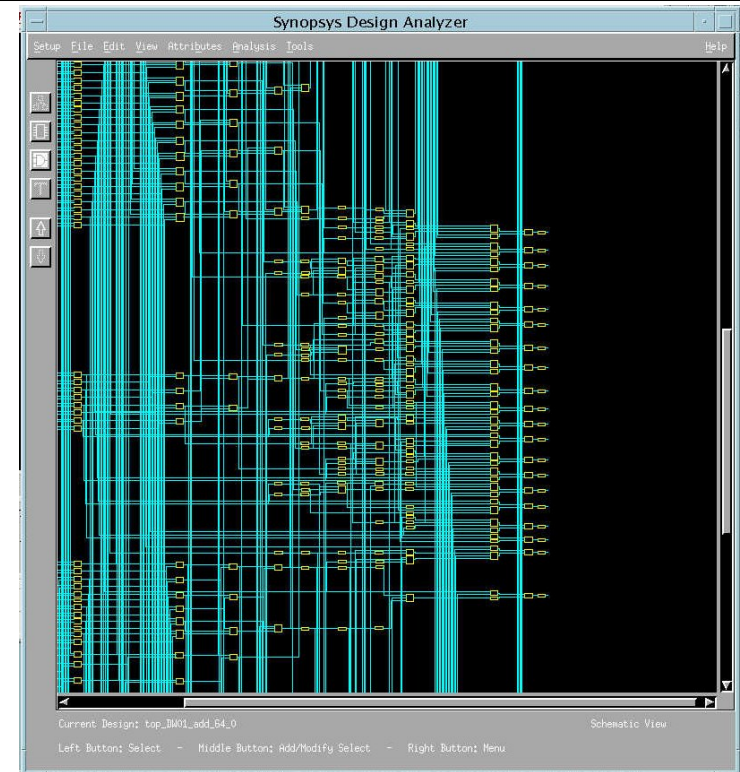 Synopsys Design Analyzer
Setup File Edit View Attributes Analysis Tools Help
Current Design: top_DW01_add_64_0 Schematic View
Left Button: Select - Middle Button: Add/Modify Select - Right Button: Menu